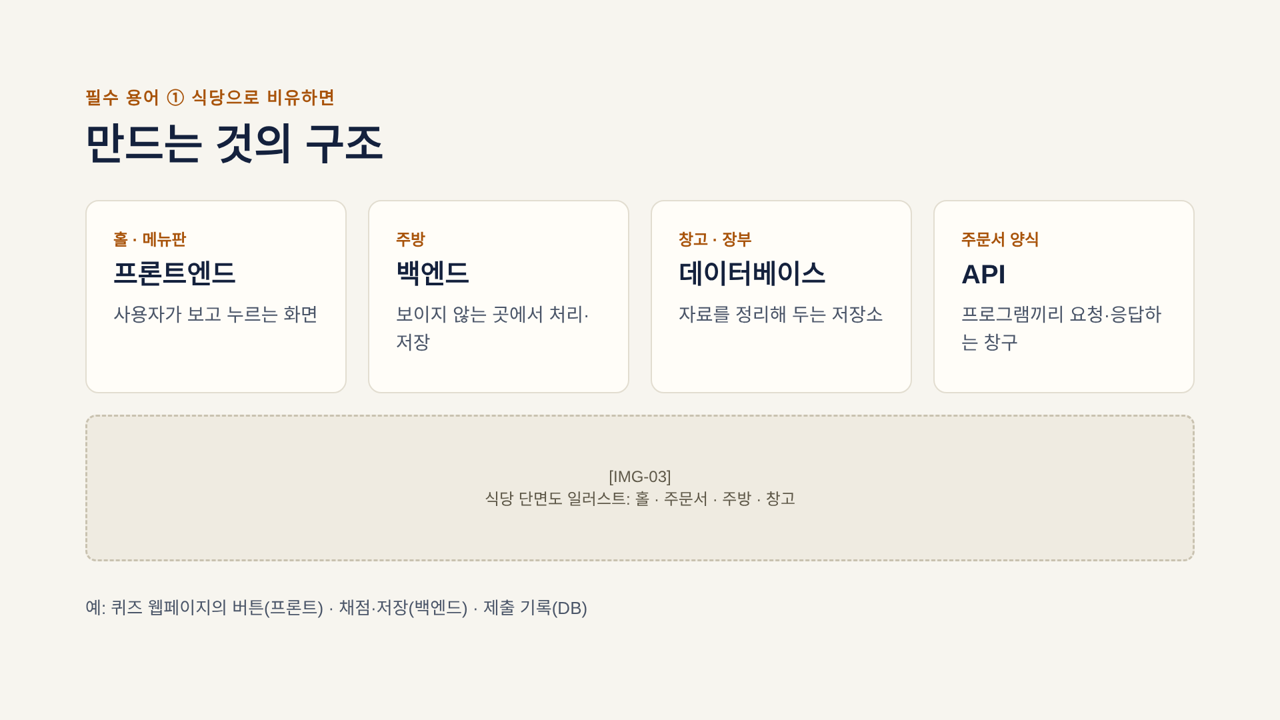 필수 용어 ① 식당으로 비유하면
만드는 것의 구조
홀 · 메뉴판
프론트엔드
사용자가 보고 누르는 화면
주방
백엔드
보이지 않는 곳에서 처리·
저장
창고 · 장부
데이터베이스
자료를 정리해 두는 저장소
주문서 양식
API
프로그램끼리 요청·응답하
는 창구
[IMG-03]
식당 단면도 일러스트: 홀 · 주문서 · 주방 · 창고
예: 퀴즈 웹페이지의 버튼(프론트) · 채점·저장(백엔드) · 제출 기록(DB)